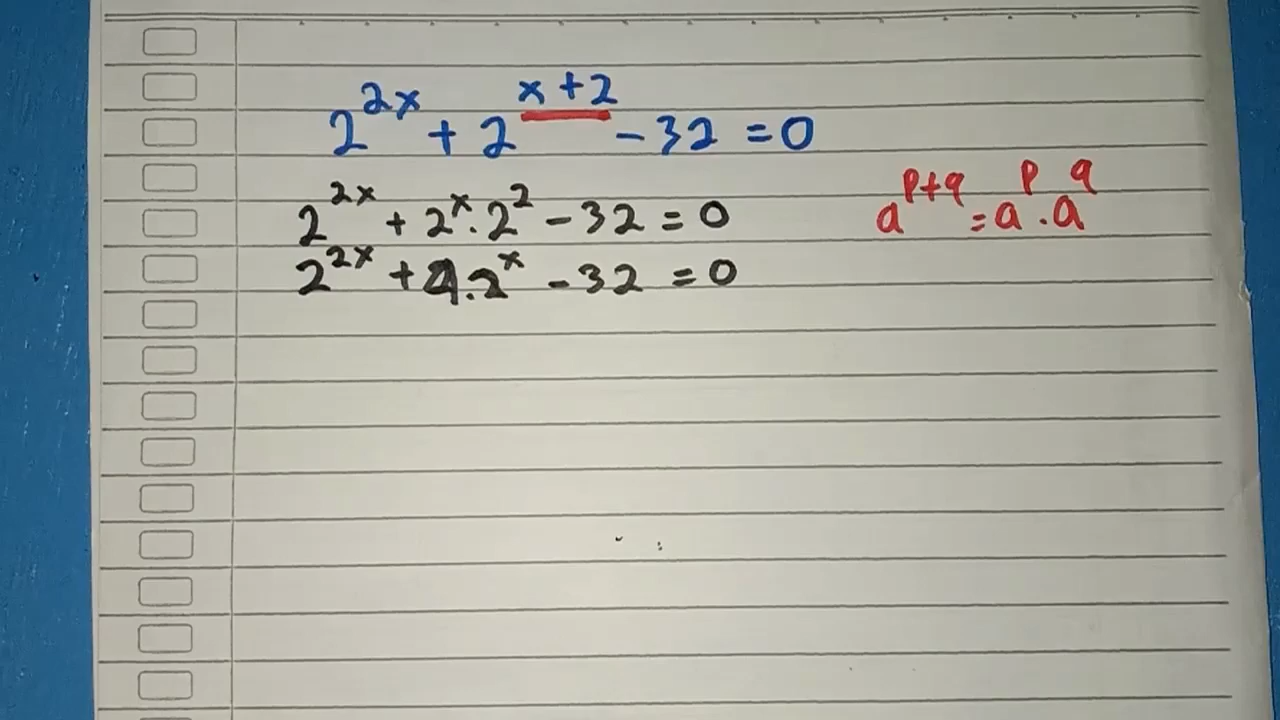 2^{2x} + 2^{x+2} - 32 = 0
2^{2x} + 2^x . 2^2 - 32 = 0
a^{p+q} = a^p . a^q
2^{2x} + 4.2^x - 32 = 0